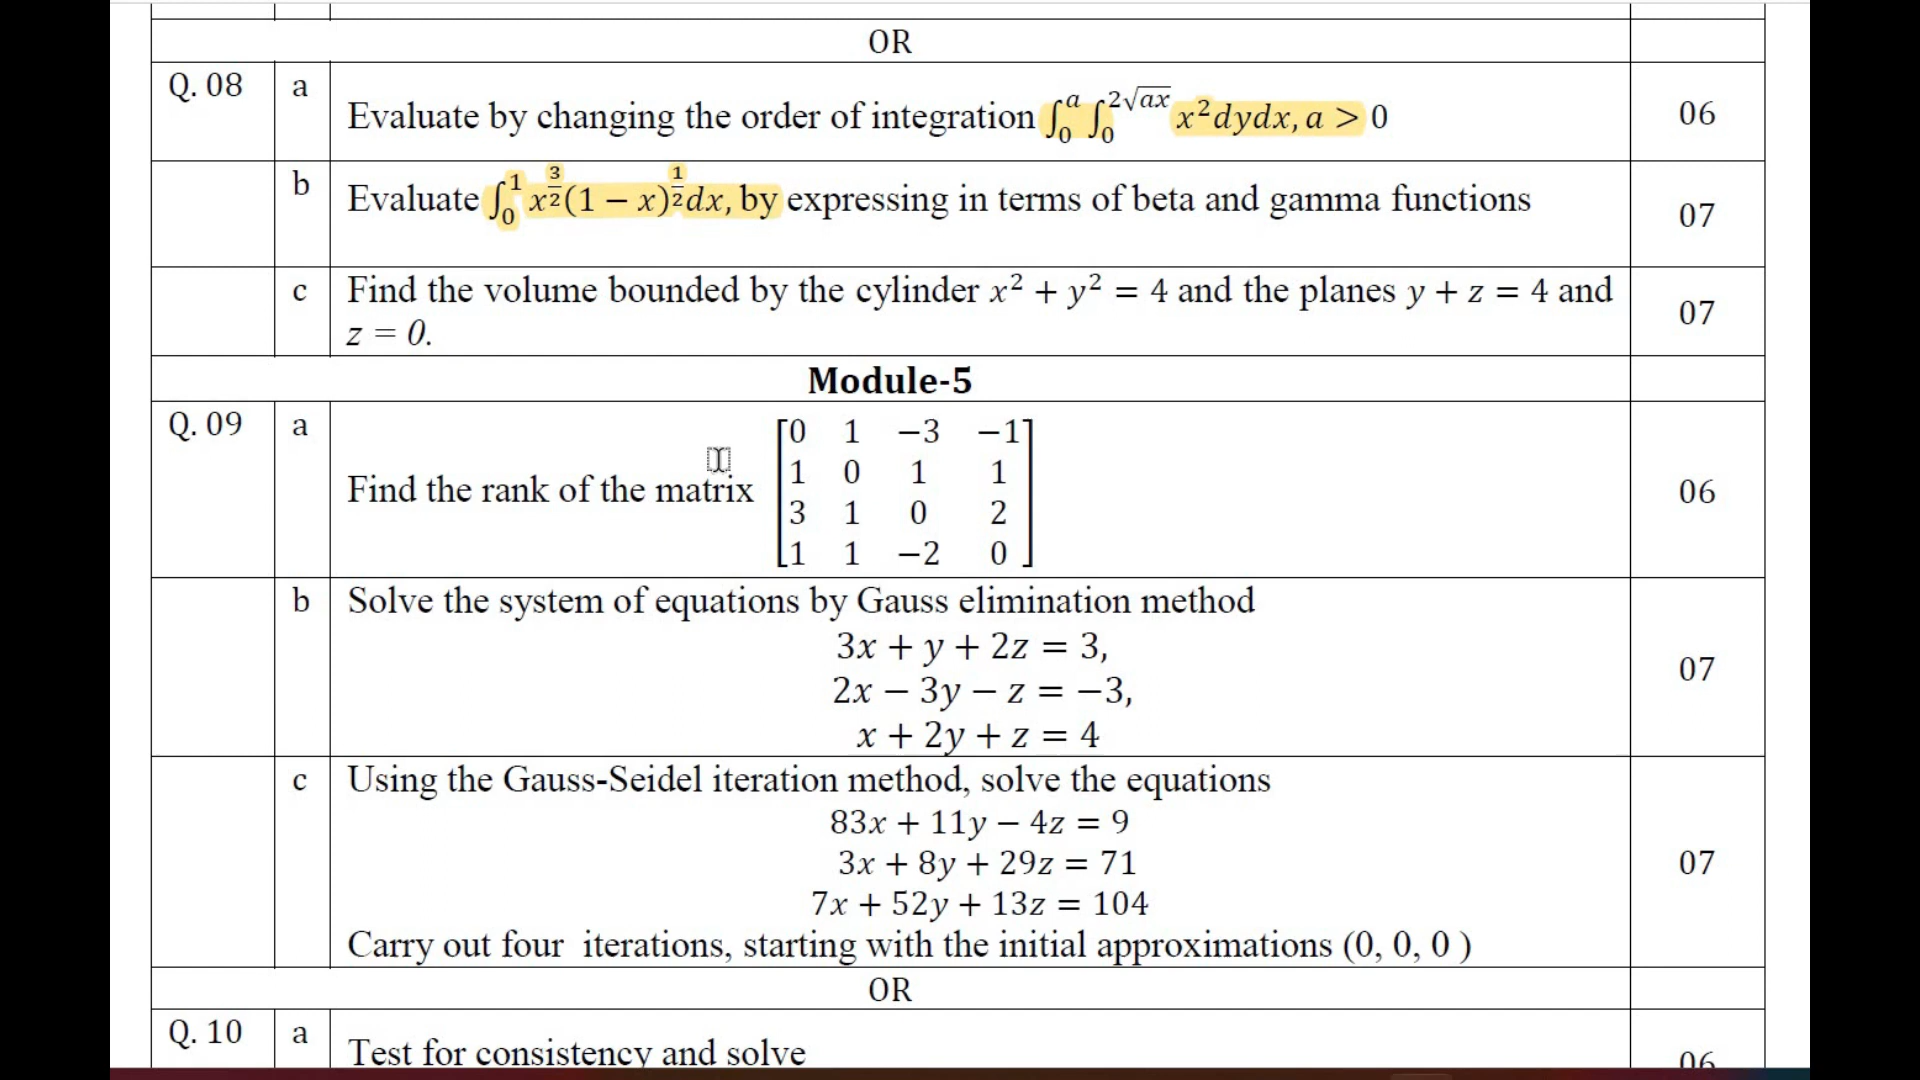 OR
Q. 08 a Evaluate by changing the order of integration ∫₀ᵃ ∫₀^(2√ax) x² dydx, a > 0 06
b Evaluate ∫₀¹ x^(3/2) (1 − x)^(1/2) dx, by expressing in terms of beta and gamma functions 07
c Find the volume bounded by the cylinder x² + y² = 4 and the planes y + z = 4 and
z = 0. 07
Module-5
Q. 09 a Find the rank of the matrix 06
0 1 −3 −1
1 0 1 1
3 1 0 2
1 1 −2 0
b Solve the system of equations by Gauss elimination method
3x + y + 2z = 3,
2x − 3y − z = −3, 07
x + 2y + z = 4
c Using the Gauss-Seidel iteration method, solve the equations
83x + 11y − 4z = 9
3x + 8y + 29z = 71 07
7x + 52y + 13z = 104
Carry out four iterations, starting with the initial approximations (0, 0, 0 )
OR
Q. 10 a Test for consistency and solve 06